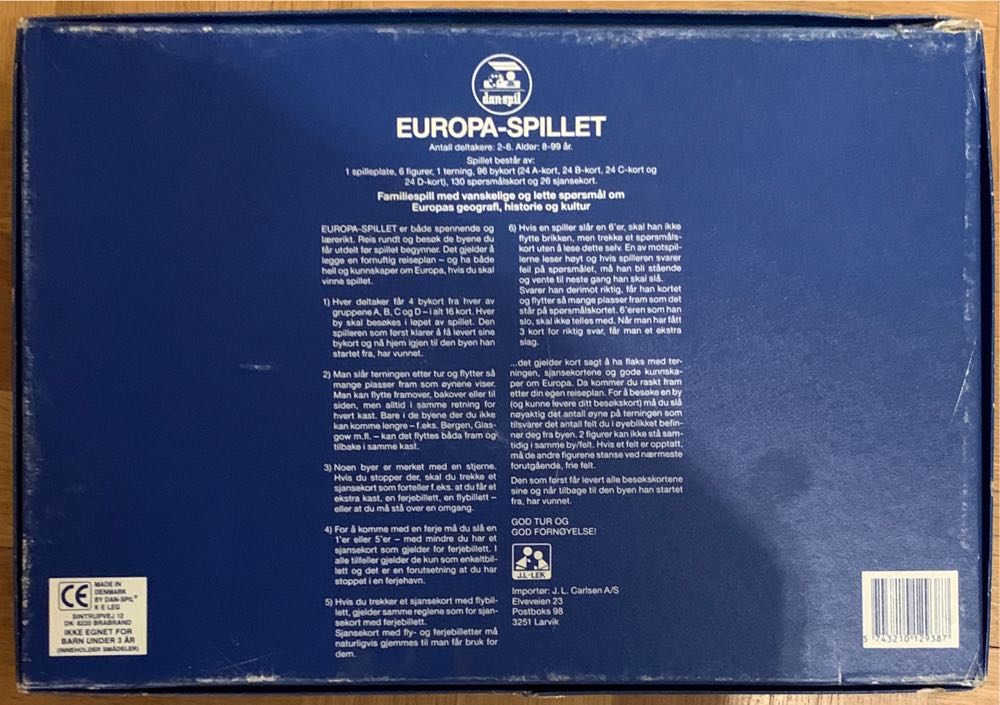 dan-spil
EUROPA-SPILLET
Antall deltakere: 2-6. Alder: 8-99 år.
Spillet består av:
1 spilleplate, 6 figurer, 1 terning, 96 bykort (24 A-kort, 24 B-kort, 24 C-kort og
24 D-kort), 130 spørsmålskort og 26 sjansekort.
Familiespill med vanskelige og lette spørsmål om
Europas geografi, historie og kultur
EUROPA-SPILLET er både spennende og
lærerikt. Reis rundt og besøk de byene du
får utdelt før spillet begynner. Det gjelder å
legge en fornuftig reiseplan – og ha både
hell og kunnskaper om Europa, hvis du skal
vinne spillet.
1) Hver deltaker får 4 bykort fra hver av
gruppene A, B, C og D – i alt 16 kort. Hver
by skal besøkes i løpet av spillet. Den
spilleren som først klarer å få levert sine
bykort og nå hjem igjen til den byen han
startet fra, har vunnet.
2) Man slår terningen etter tur og flytter så
mange plasser fram som øynene viser.
Man kan flytte framover, bakover eller til
siden, men alltid i samme retning for
hvert kast. Bare i de byene der du ikke
kan komme lengre – f.eks. Bergen, Glas-
gow m.fl. – kan det flyttes båda fram og
tilbake i samme kast.
3) Noen byer er merket med en stjerne.
Hvis du stopper der, skal du trekke et
sjansekort som forteller f.eks. at du får et
ekstra kast, en ferjebillett, en flybillett –
eller at du må stå over en omgang.
4) For å komme med en ferje må du slå en
1'er eller 5'er – med mindre du har et
sjansekort som gjelder for ferjebillett. I
alle tilfeller gjelder de kun som enkeltbil-
lett og det er en forutsetning at du har
stoppet i en ferjehavn.
5) Hvis du trekker et sjansekort med flybil-
lett, gjelder samme reglene som for sjan-
sekort med ferjebillett.
Sjansekort med fly- og ferjebilletter må
naturligvis gjemmes til man får bruk for
dem.
6) Hvis en spiller slår en 6'er, skal han ikke
flytte brikken, men trekke et spørsmåls-
kort uten å lese dette selv. En av motspil-
lerne leser høyt og hvis spilleren svarer
feil på spørsmålet, må han bli stående
og vente til neste gang han skal slå.
Svarer han derimot riktig, får han kortet
og flytter så mange plasser fram som det
står på spørsmålskortet. 6'eren som han
slo, skal ikke telles med. Når man har fått
3 kort for riktig svar, får man et ekstra
slag.
...det gjelder kort sagt å ha flaks med ter-
ningen, sjansekortene og gode kunnska-
per om Europa. Da kommer du raskt fram
etter din egen reiseplan. For å besøke en by
(og kunne levere ditt besøkskort) må du slå
nøyaktig det antall øyne på terningen som
tilsvarer det antall felt du i øyeblikket befin-
ner deg fra byen. 2 figurer kan ikke stå sam-
tidig i samme by/felt. Hvis et felt er opptatt,
må de andre figurene stanse ved nærmeste
forutgående, frie felt.
Den som først får levert alle besøkskortene
sine og når tilbage til den byen han startet
fra, har vunnet.
GOD TUR OG
GOD FORNØYELSE!
J.L-LEK
Importør: J. L. Carlsen A/S
Elveveien 23
Postboks 98
3251 Larvik
CE
MADE IN
DENMARK
BY DAN-SPIL®
K E LEG
SINTRUPVEJ 12
DK 8220 BRABRAND
IKKE EGNET FOR
BARN UNDER 3 ÅR
(INNEHOLDER SMÅDELER)
5 743210 129387